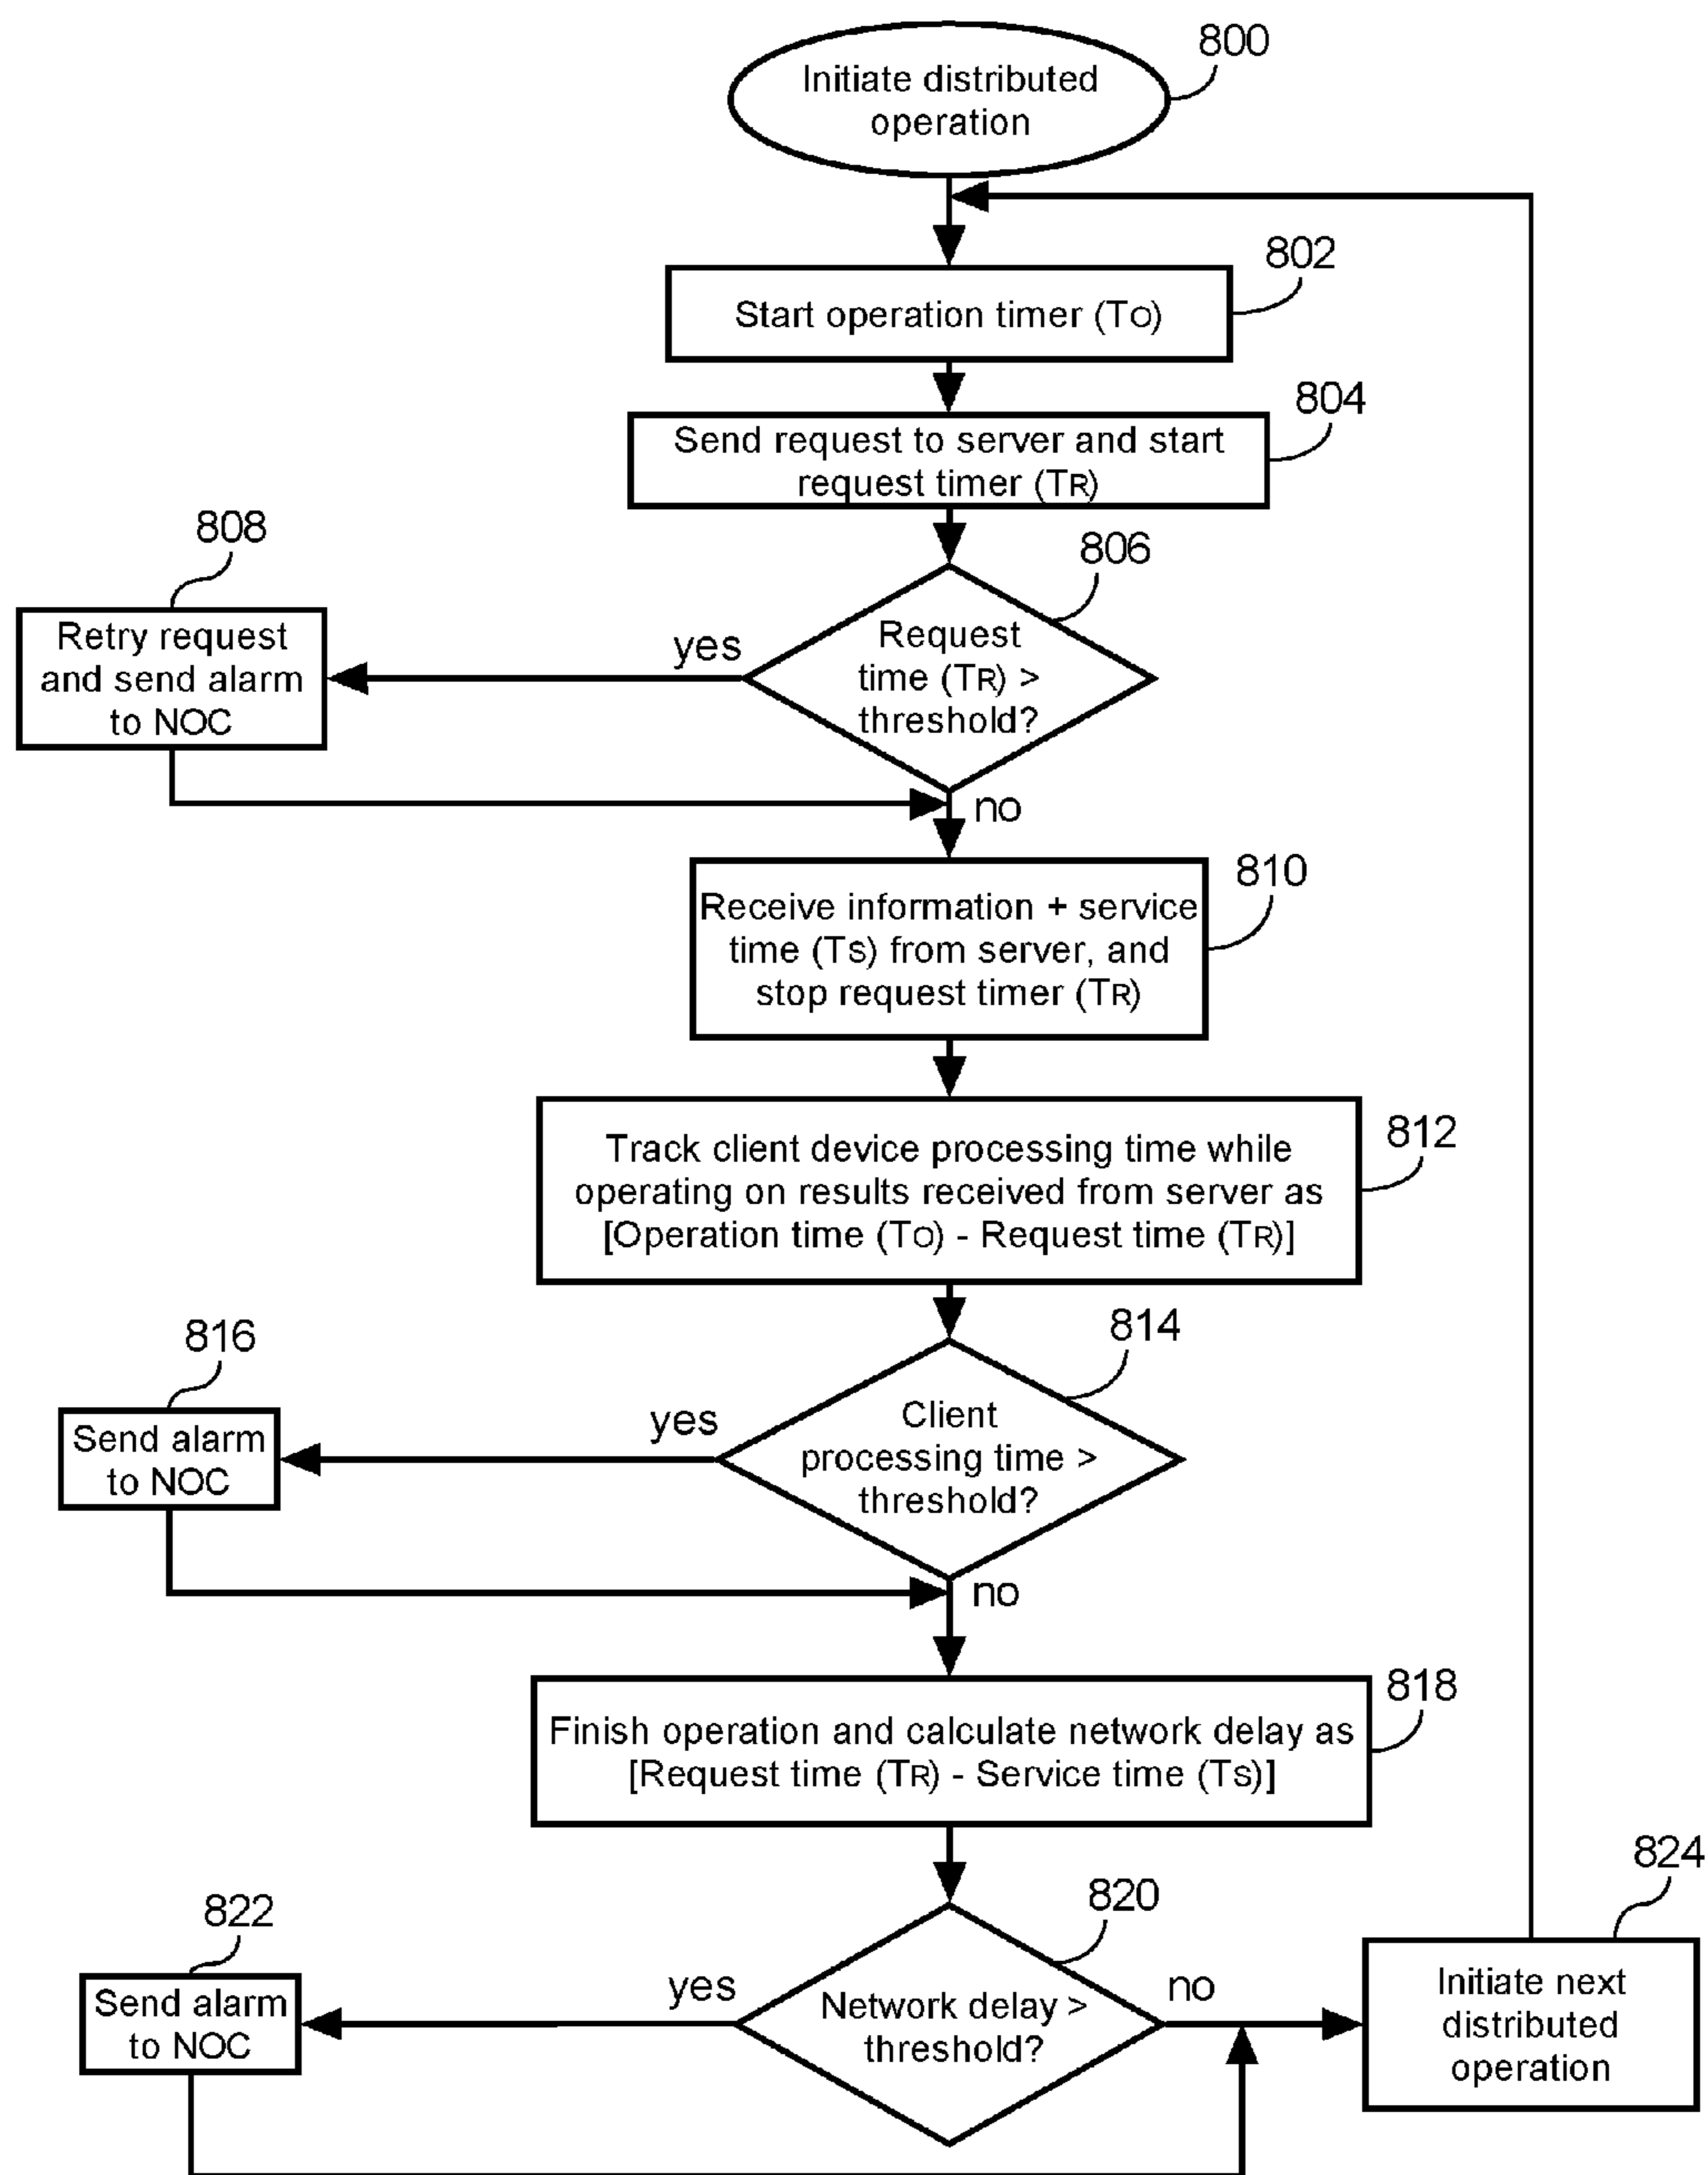 800
Initiate distributed
operation
802
Start operation timer (TO)
804
Send request to server and start
request timer (TR)
806
Request
time (TR) >
threshold?
yes
808
Retry request
and send alarm
to NOC
no
810
Receive information + service
time (TS) from server, and
stop request timer (TR)
812
Track client device processing time while
operating on results received from server as
[Operation time (TO) - Request time (TR)]
814
Client
processing time >
threshold?
yes
816
Send alarm
to NOC
no
818
Finish operation and calculate network delay as
[Request time (TR) - Service time (TS)]
820
Network delay >
threshold?
yes
822
Send alarm
to NOC
no
824
Initiate next
distributed
operation